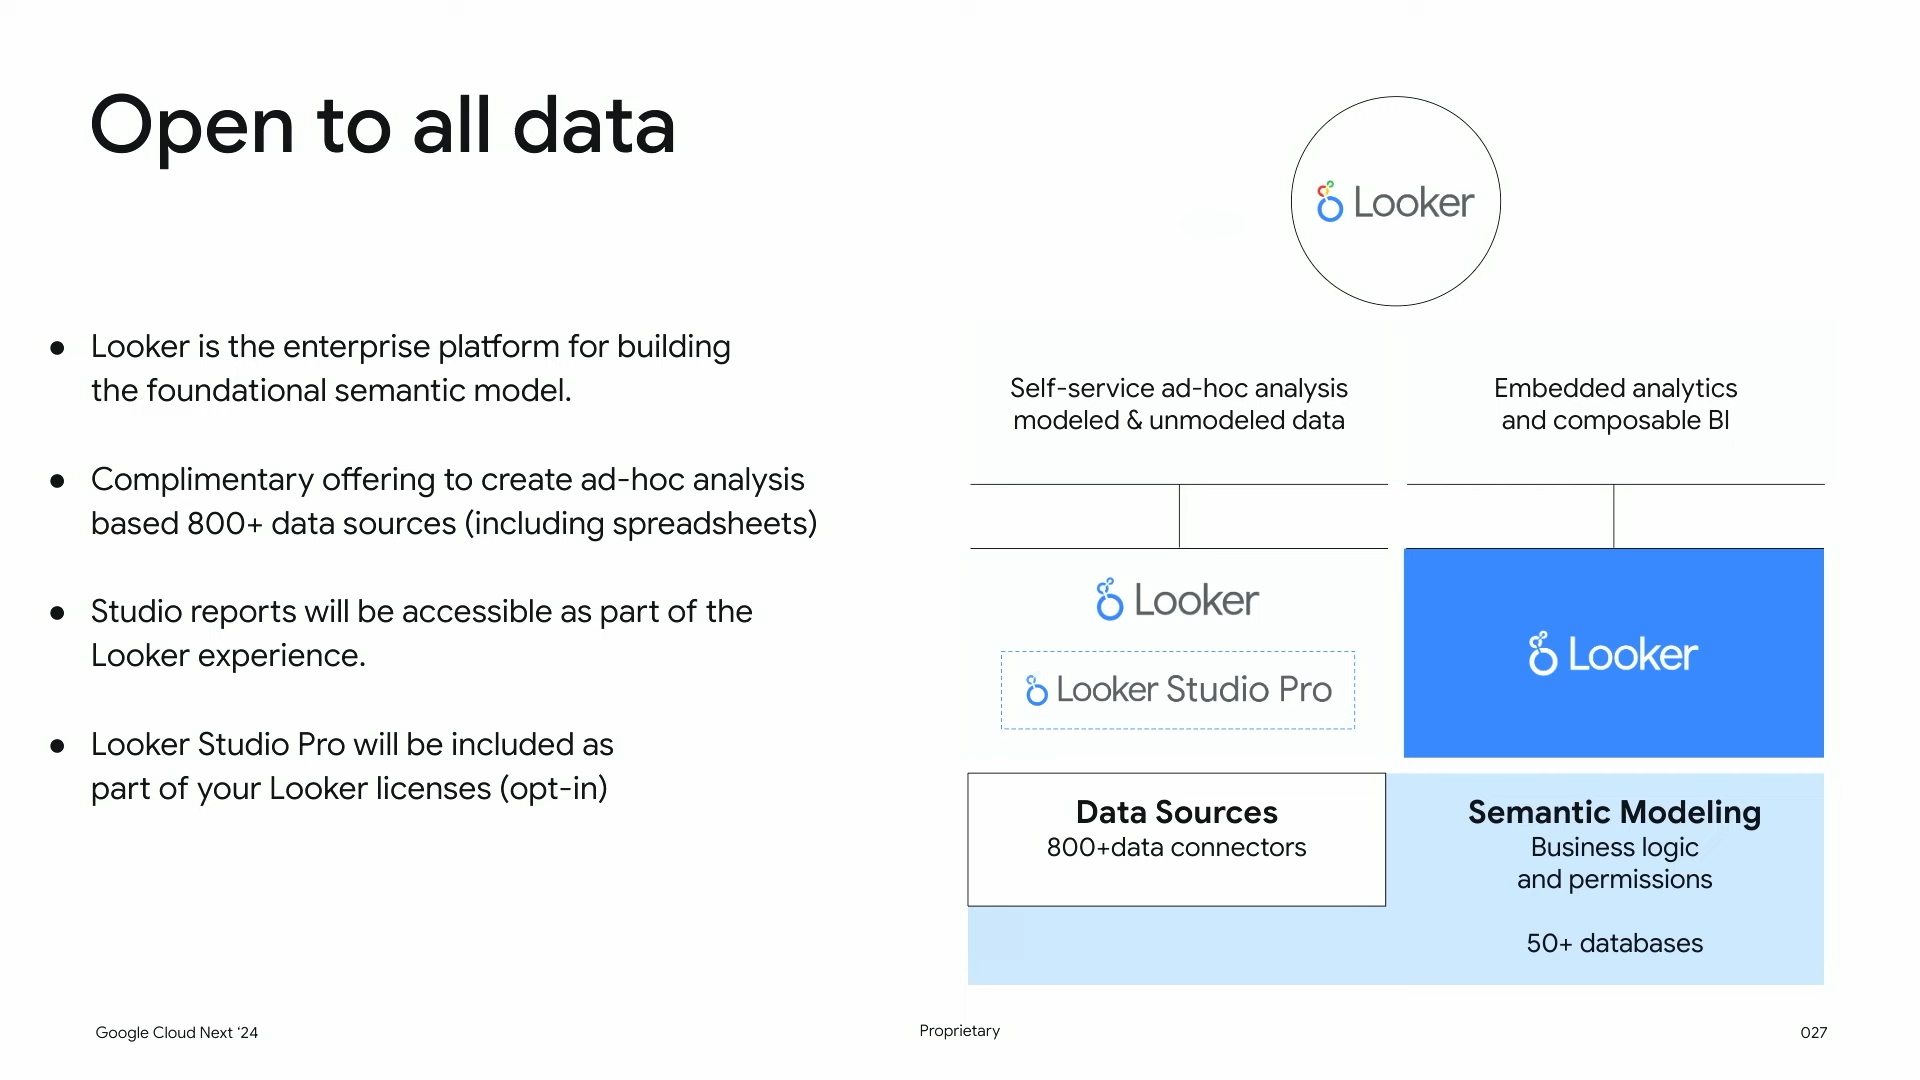 Open to all data
● Looker is the enterprise platform for building
the foundational semantic model.
● Complimentary offering to create ad-hoc analysis
based 800+ data sources (including spreadsheets)
● Studio reports will be accessible as part of the
Looker experience.
● Looker Studio Pro will be included as
part of your Looker licenses (opt-in)
Looker
Self-service ad-hoc analysis
modeled & unmodeled data
Embedded analytics
and composable BI
Looker
Looker Studio Pro
Looker
Data Sources
800+data connectors
Semantic Modeling
Business logic
and permissions
50+ databases
Google Cloud Next ‘24
Proprietary
027